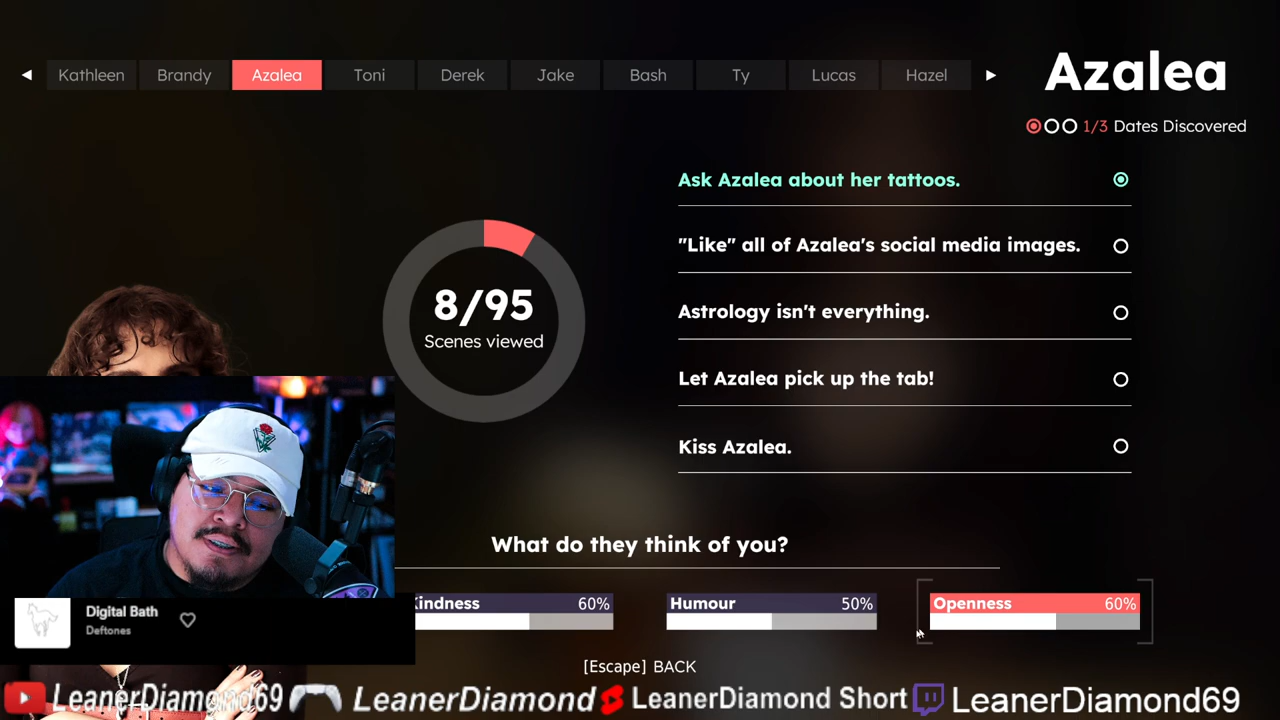 Kathleen
Brandy
Azalea
Toni
Derek
Jake
Bash
Ty
Lucas
Hazel
Azalea
1/3 Dates Discovered
Ask Azalea about her tattoos.
"Like" all of Azalea's social media images.
Astrology isn't everything.
Let Azalea pick up the tab!
Kiss Azalea.
8/95
Scenes viewed
What do they think of you?
Kindness 60%
Humour 50%
Openness 60%
Digital Bath
Deftones
[Escape] BACK
LeanerDiamond69
LeanerDiamond
LeanerDiamond Short
LeanerDiamond69